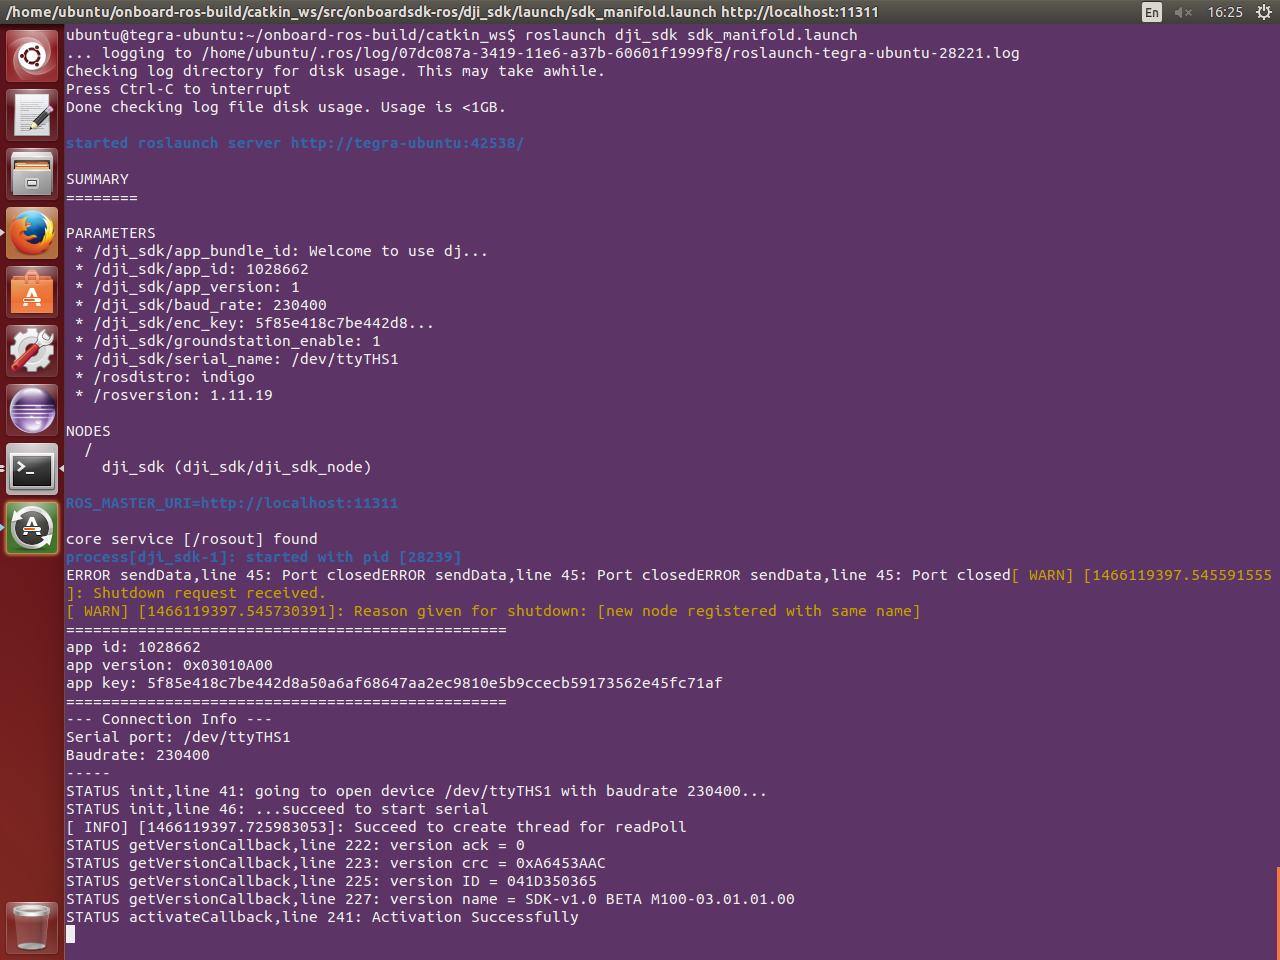 /home/ubuntu/onboard-ros-build/catkin_ws/src/onboardsdk-ros/dji_sdk/launch/sdk_manifold.launch http://localhost:11311
En
16:25
ubuntu@tegra-ubuntu:~/onboard-ros-build/catkin_ws$ roslaunch dji_sdk sdk_manifold.launch
... logging to /home/ubuntu/.ros/log/07dc087a-3419-11e6-a37b-60601f1999f8/roslaunch-tegra-ubuntu-28221.log
Checking log directory for disk usage. This may take awhile.
Press Ctrl-C to interrupt
Done checking log file disk usage. Usage is <1GB.
started roslaunch server http://tegra-ubuntu:42538/
SUMMARY
========
PARAMETERS
* /dji_sdk/app_bundle_id: Welcome to use dj...
* /dji_sdk/app_id: 1028662
* /dji_sdk/app_version: 1
* /dji_sdk/baud_rate: 230400
* /dji_sdk/enc_key: 5f85e418c7be442d8...
* /dji_sdk/groundstation_enable: 1
* /dji_sdk/serial_name: /dev/ttyTHS1
* /rosdistro: indigo
* /rosversion: 1.11.19
NODES
/
dji_sdk (dji_sdk/dji_sdk_node)
ROS_MASTER_URI=http://localhost:11311
core service [/rosout] found
process[dji_sdk-1]: started with pid [28239]
ERROR sendData,line 45: Port closedERROR sendData,line 45: Port closedERROR sendData,line 45: Port closed[ WARN] [1466119397.545591555
]: Shutdown request received.
[ WARN] [1466119397.545730391]: Reason given for shutdown: [new node registered with same name]
=================================================
app id: 1028662
app version: 0x03010A00
app key: 5f85e418c7be442d8a50a6af68647aa2ec9810e5b9ccecb59173562e45fc71af
=================================================
--- Connection Info ---
Serial port: /dev/ttyTHS1
Baudrate: 230400
-----
STATUS init,line 41: going to open device /dev/ttyTHS1 with baudrate 230400...
STATUS init,line 46: ...succeed to start serial
[ INFO] [1466119397.725983053]: Succeed to create thread for readPoll
STATUS getVersionCallback,line 222: version ack = 0
STATUS getVersionCallback,line 223: version crc = 0xA6453AAC
STATUS getVersionCallback,line 225: version ID = 041D350365
STATUS getVersionCallback,line 227: version name = SDK-v1.0 BETA M100-03.01.01.00
STATUS activateCallback,line 241: Activation Successfully